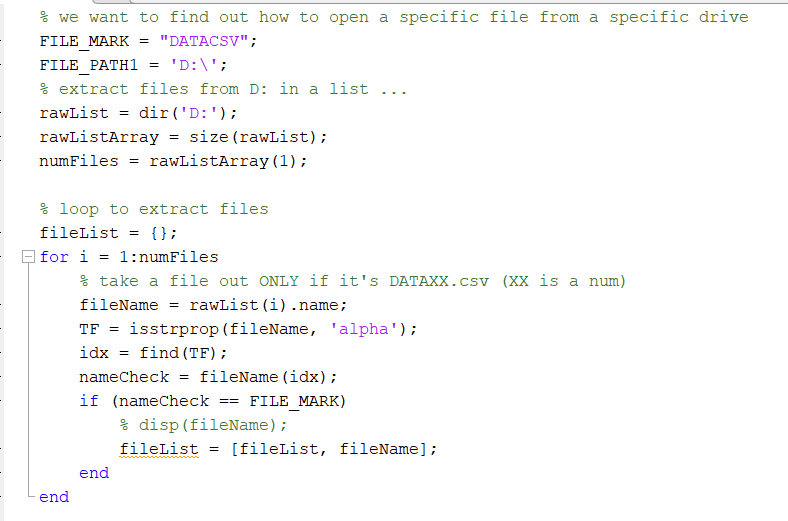 % we want to find out how to open a specific file from a specific drive
FILE_MARK = "DATACSV";
FILE_PATH1 = 'D:\';
% extract files from D: in a list ...
rawList = dir('D:');
rawListArray = size(rawList);
numFiles = rawListArray(1);
% loop to extract files
fileList = {};
for i = 1:numFiles
% take a file out ONLY if it's DATAXX.csv (XX is a num)
fileName = rawList(i).name;
TF = isstrprop(fileName, 'alpha');
idx = find(TF);
nameCheck = fileName(idx);
if (nameCheck == FILE_MARK)
% disp(fileName);
fileList = [fileList, fileName];
end
end